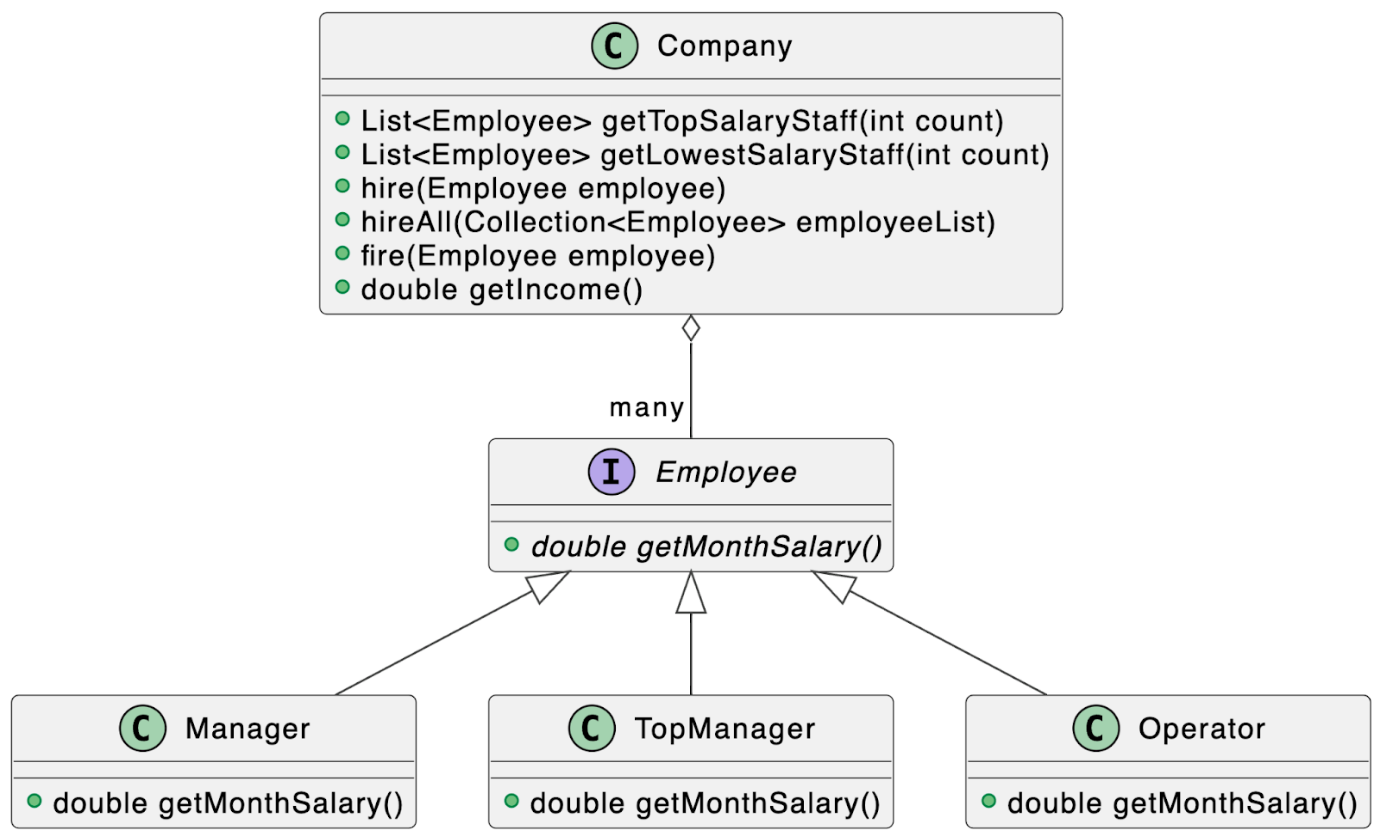 C Company
List<Employee> getTopSalaryStaff(int count)
List<Employee> getLowestSalaryStaff(int count)
hire(Employee employee)
hireAll(Collection<Employee> employeeList)
fire(Employee employee)
double getIncome()
many
I Employee
double getMonthSalary()
C Manager
double getMonthSalary()
C TopManager
double getMonthSalary()
C Operator
double getMonthSalary()